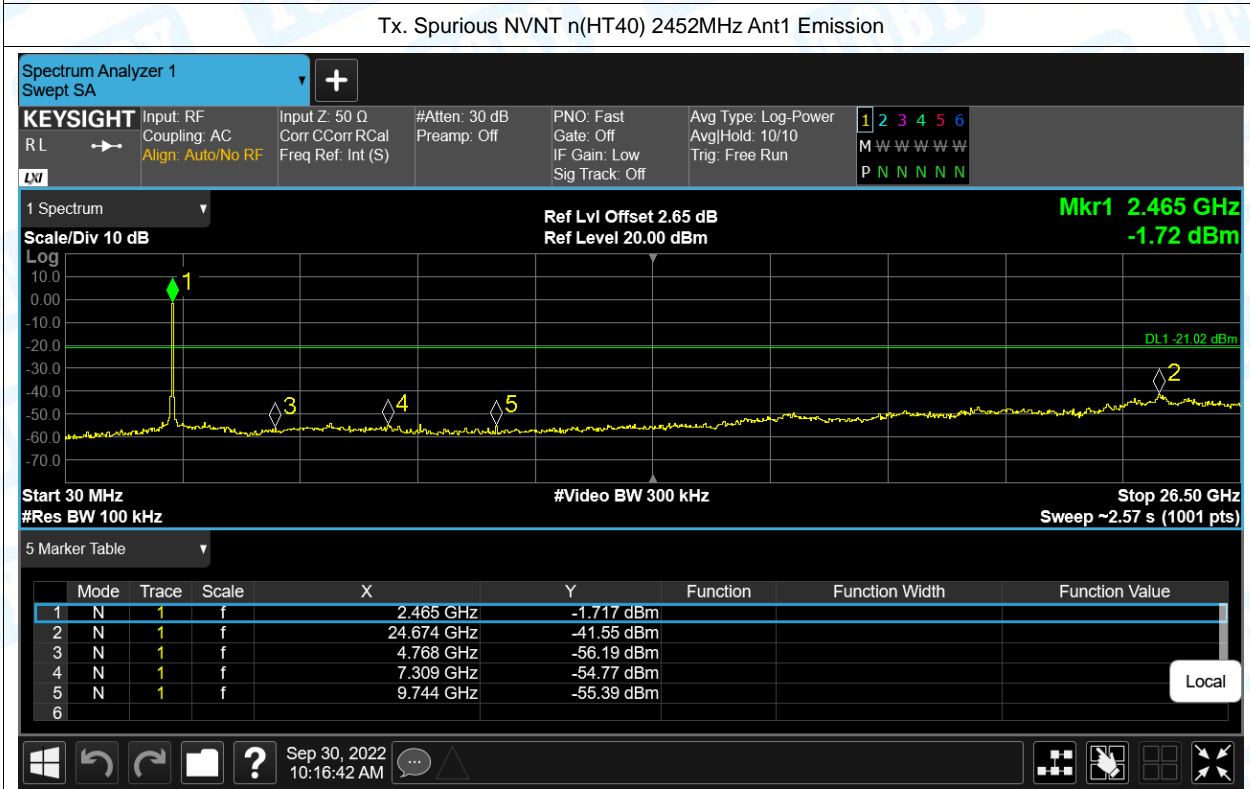 Tx. Spurious NVNT n(HT40) 2452MHz Ant1 Emission
Spectrum Analyzer 1
Swept SA
KEYSIGHT Input: RF Input Z: 50 Ω #Atten: 30 dB PNO: Fast Avg Type: Log-Power 1 2 3 4 5 6
R L Coupling: AC Corr CCorr RCal Preamp: Off Gate: Off Avg|Hold: 10/10 M W W W W W
Align: Auto/No RF Freq Ref: Int (S) IF Gain: Low Trig: Free Run
LXI Sig Track: Off P N N N N N
1 Spectrum Ref Lvl Offset 2.65 dB Mkr1 2.465 GHz
Scale/Div 10 dB Ref Level 20.00 dBm -1.72 dBm
Log
10.0 1
0.00
-10.0
-20.0 DL1 -21.02 dBm
-30.0 2
-40.0
-50.0 3 4 5
-60.0
-70.0
Start 30 MHz #Video BW 300 kHz Stop 26.50 GHz
#Res BW 100 kHz Sweep ~2.57 s (1001 pts)
5 Marker Table
Mode Trace Scale X Y Function Function Width Function Value
1 N 1 f 2.465 GHz -1.717 dBm
2 N 1 f 24.674 GHz -41.55 dBm
3 N 1 f 4.768 GHz -56.19 dBm
4 N 1 f 7.309 GHz -54.77 dBm
5 N 1 f 9.744 GHz -55.39 dBm
6
Local
? Sep 30, 2022
10:16:42 AM